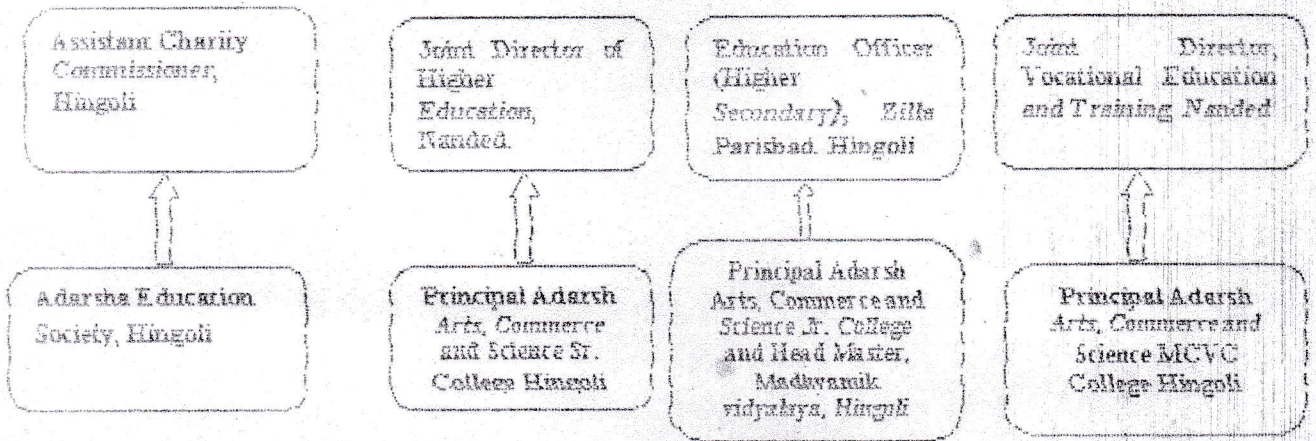 Assistant Charity
Commissioner,
Hingoli
Joint Director of
Higher
Education,
Nanded.
Education Officer
(Higher
Secondary), Zilla
Parishad. Hingoli
Joint Director,
Vocational Education
and Training Nanded
Adarsha Education
Society, Hingoli
Principal Adarsh
Arts, Commerce
and Science Sr.
College Hingoli
Principal Adarsh
Arts, Commerce and
Science Jr. College
and Head Master,
Madhyamik
vidyalaya, Hingoli
Principal Adarsh
Arts, Commerce and
Science MCVC
College Hingoli